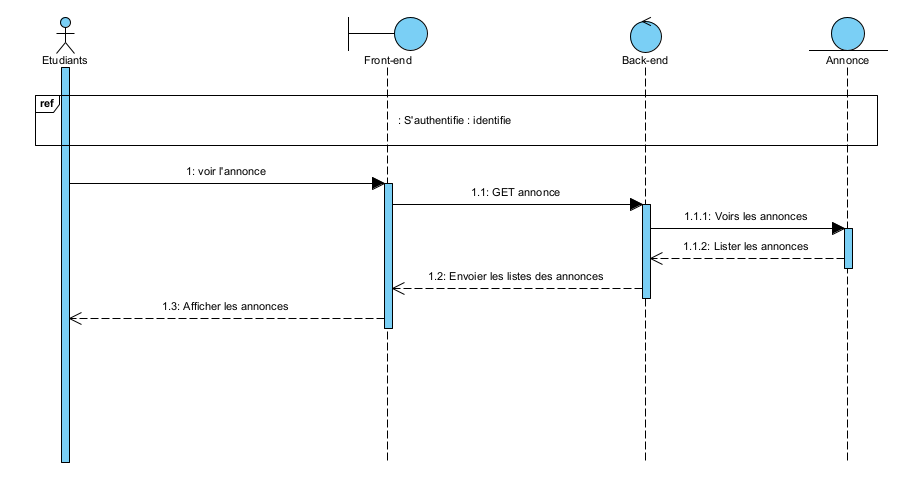 Etudiants
Front-end
Back-end
Annonce
ref
: S'authentifie : identifie
1: voir l'annonce
1.1: GET annonce
1.1.1: Voirs les annonces
1.1.2: Lister les annonces
1.2: Envoier les listes des annonces
1.3: Afficher les annonces